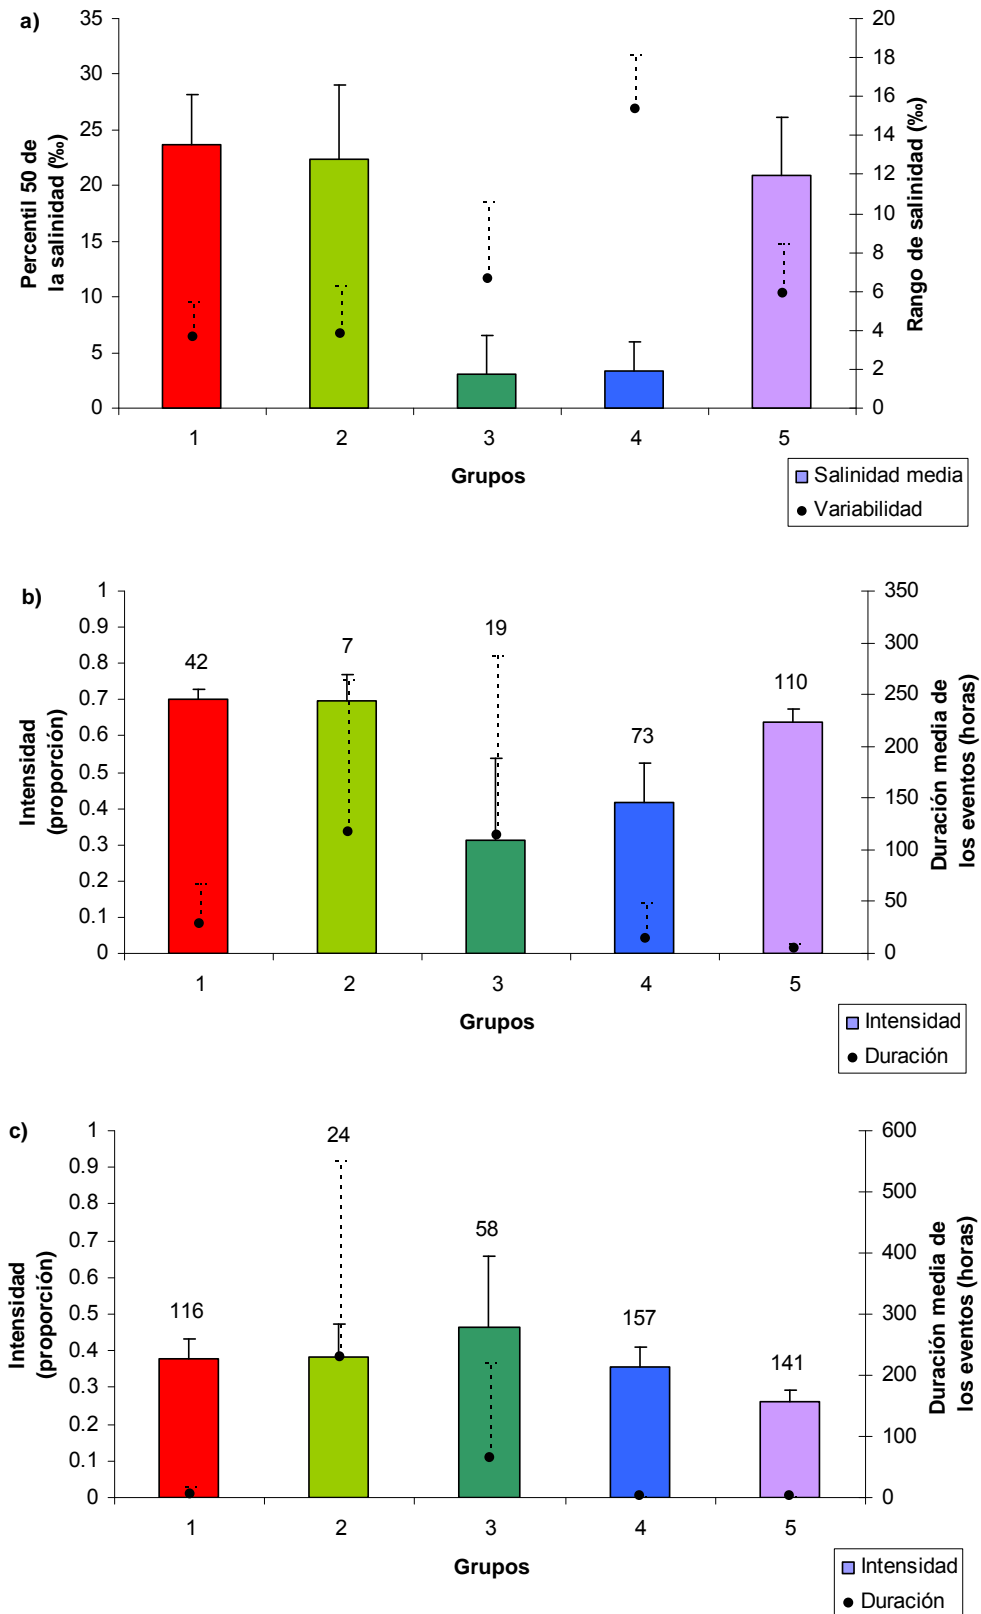 a)
35
30
25
20
15
10
5
0
Percentil 50 de
la salinidad (‰)
20
18
16
14
12
10
8
6
4
2
0
Rango de salinidad (‰)
1 2 3 4 5
Grupos
Salinidad media
Variabilidad
b)
1
0.9
0.8
0.7
0.6
0.5
0.4
0.3
0.2
0.1
0
Intensidad
(proporción)
42 7 19 73 110
350
300
250
200
150
100
50
0
Duración media de
los eventos (horas)
1 2 3 4 5
Grupos
Intensidad
Duración
c)
1
0.9
0.8
0.7
0.6
0.5
0.4
0.3
0.2
0.1
0
Intensidad
(proporción)
116 24 58 157 141
600
500
400
300
200
100
0
Duración media de
los eventos (horas)
1 2 3 4 5
Grupos
Intensidad
Duración